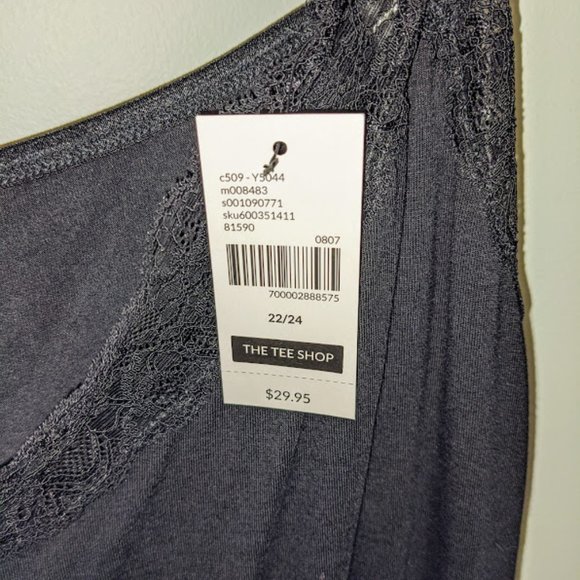 c509 - Y5044
m008483
s001090771
sku600351411
81590
0807
700002888575
22/24
THE TEE SHOP
$29.95